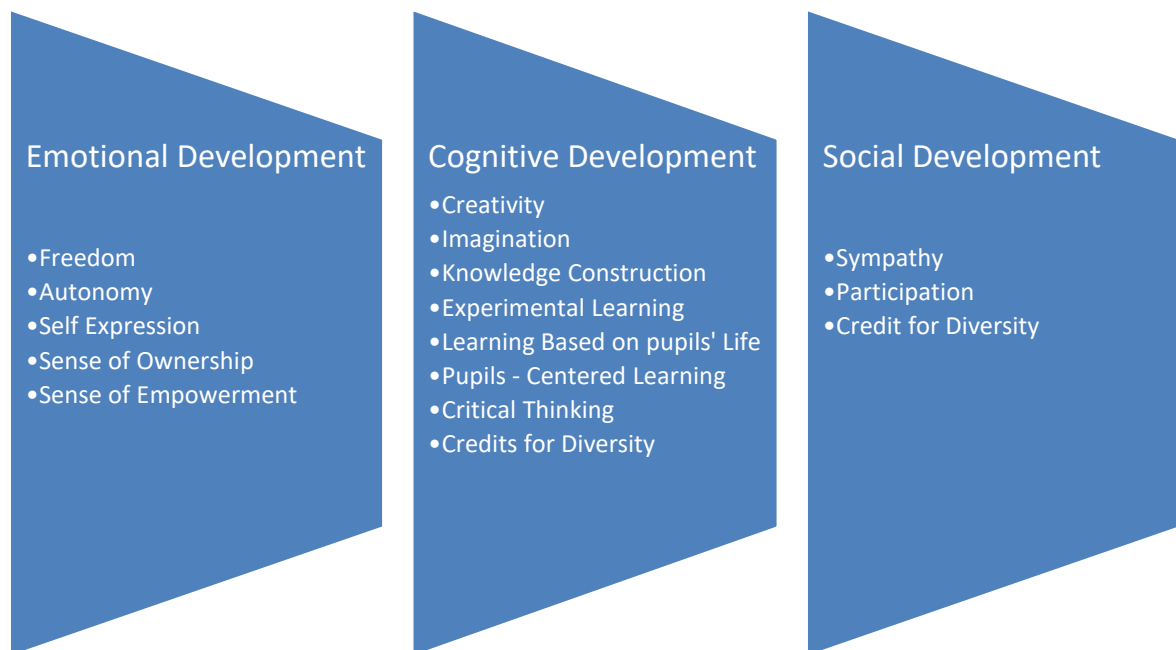 Emotional Development
•Freedom
•Autonomy
•Self Expression
•Sense of Ownership
•Sense of Empowerment
Cognitive Development
•Creativity
•Imagination
•Knowledge Construction
•Experimental Learning
•Learning Based on pupils' Life
•Pupils - Centered Learning
•Critical Thinking
•Credits for Diversity
Social Development
•Sympathy
•Participation
•Credit for Diversity